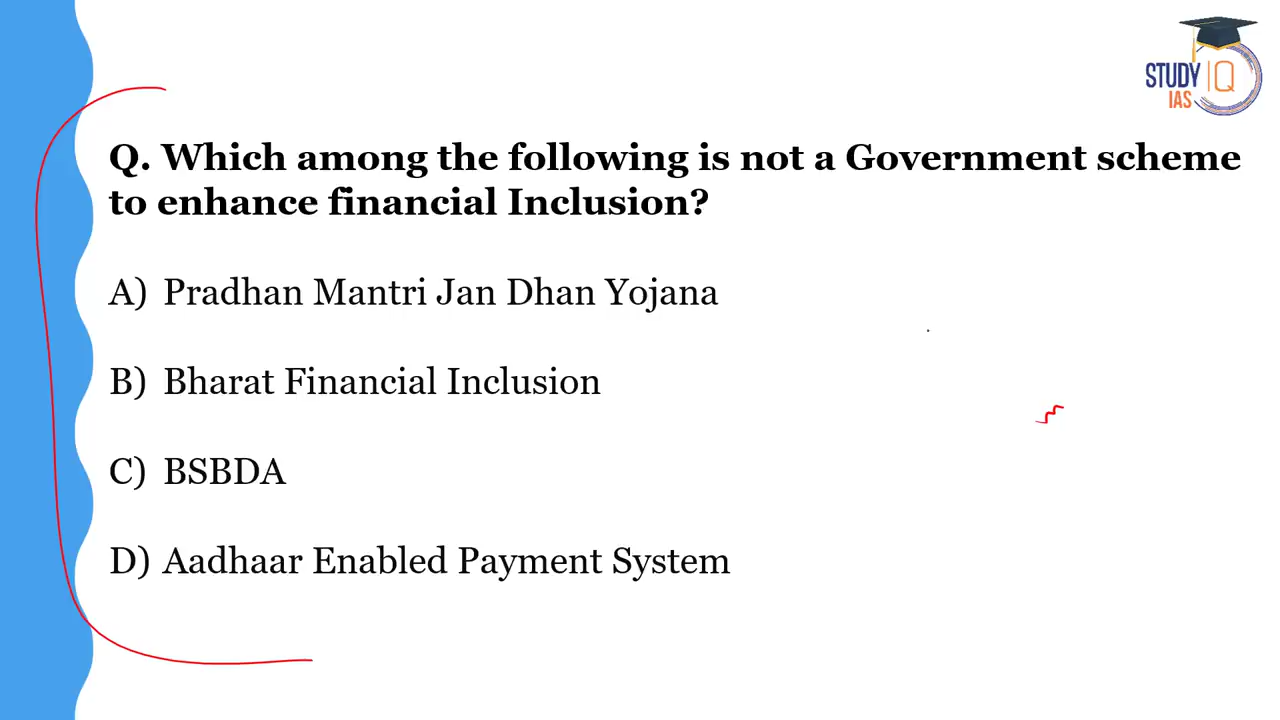 STUDY IQ
IAS
Q. Which among the following is not a Government scheme
to enhance financial Inclusion?
A) Pradhan Mantri Jan Dhan Yojana
B) Bharat Financial Inclusion
C) BSBDA
D) Aadhaar Enabled Payment System